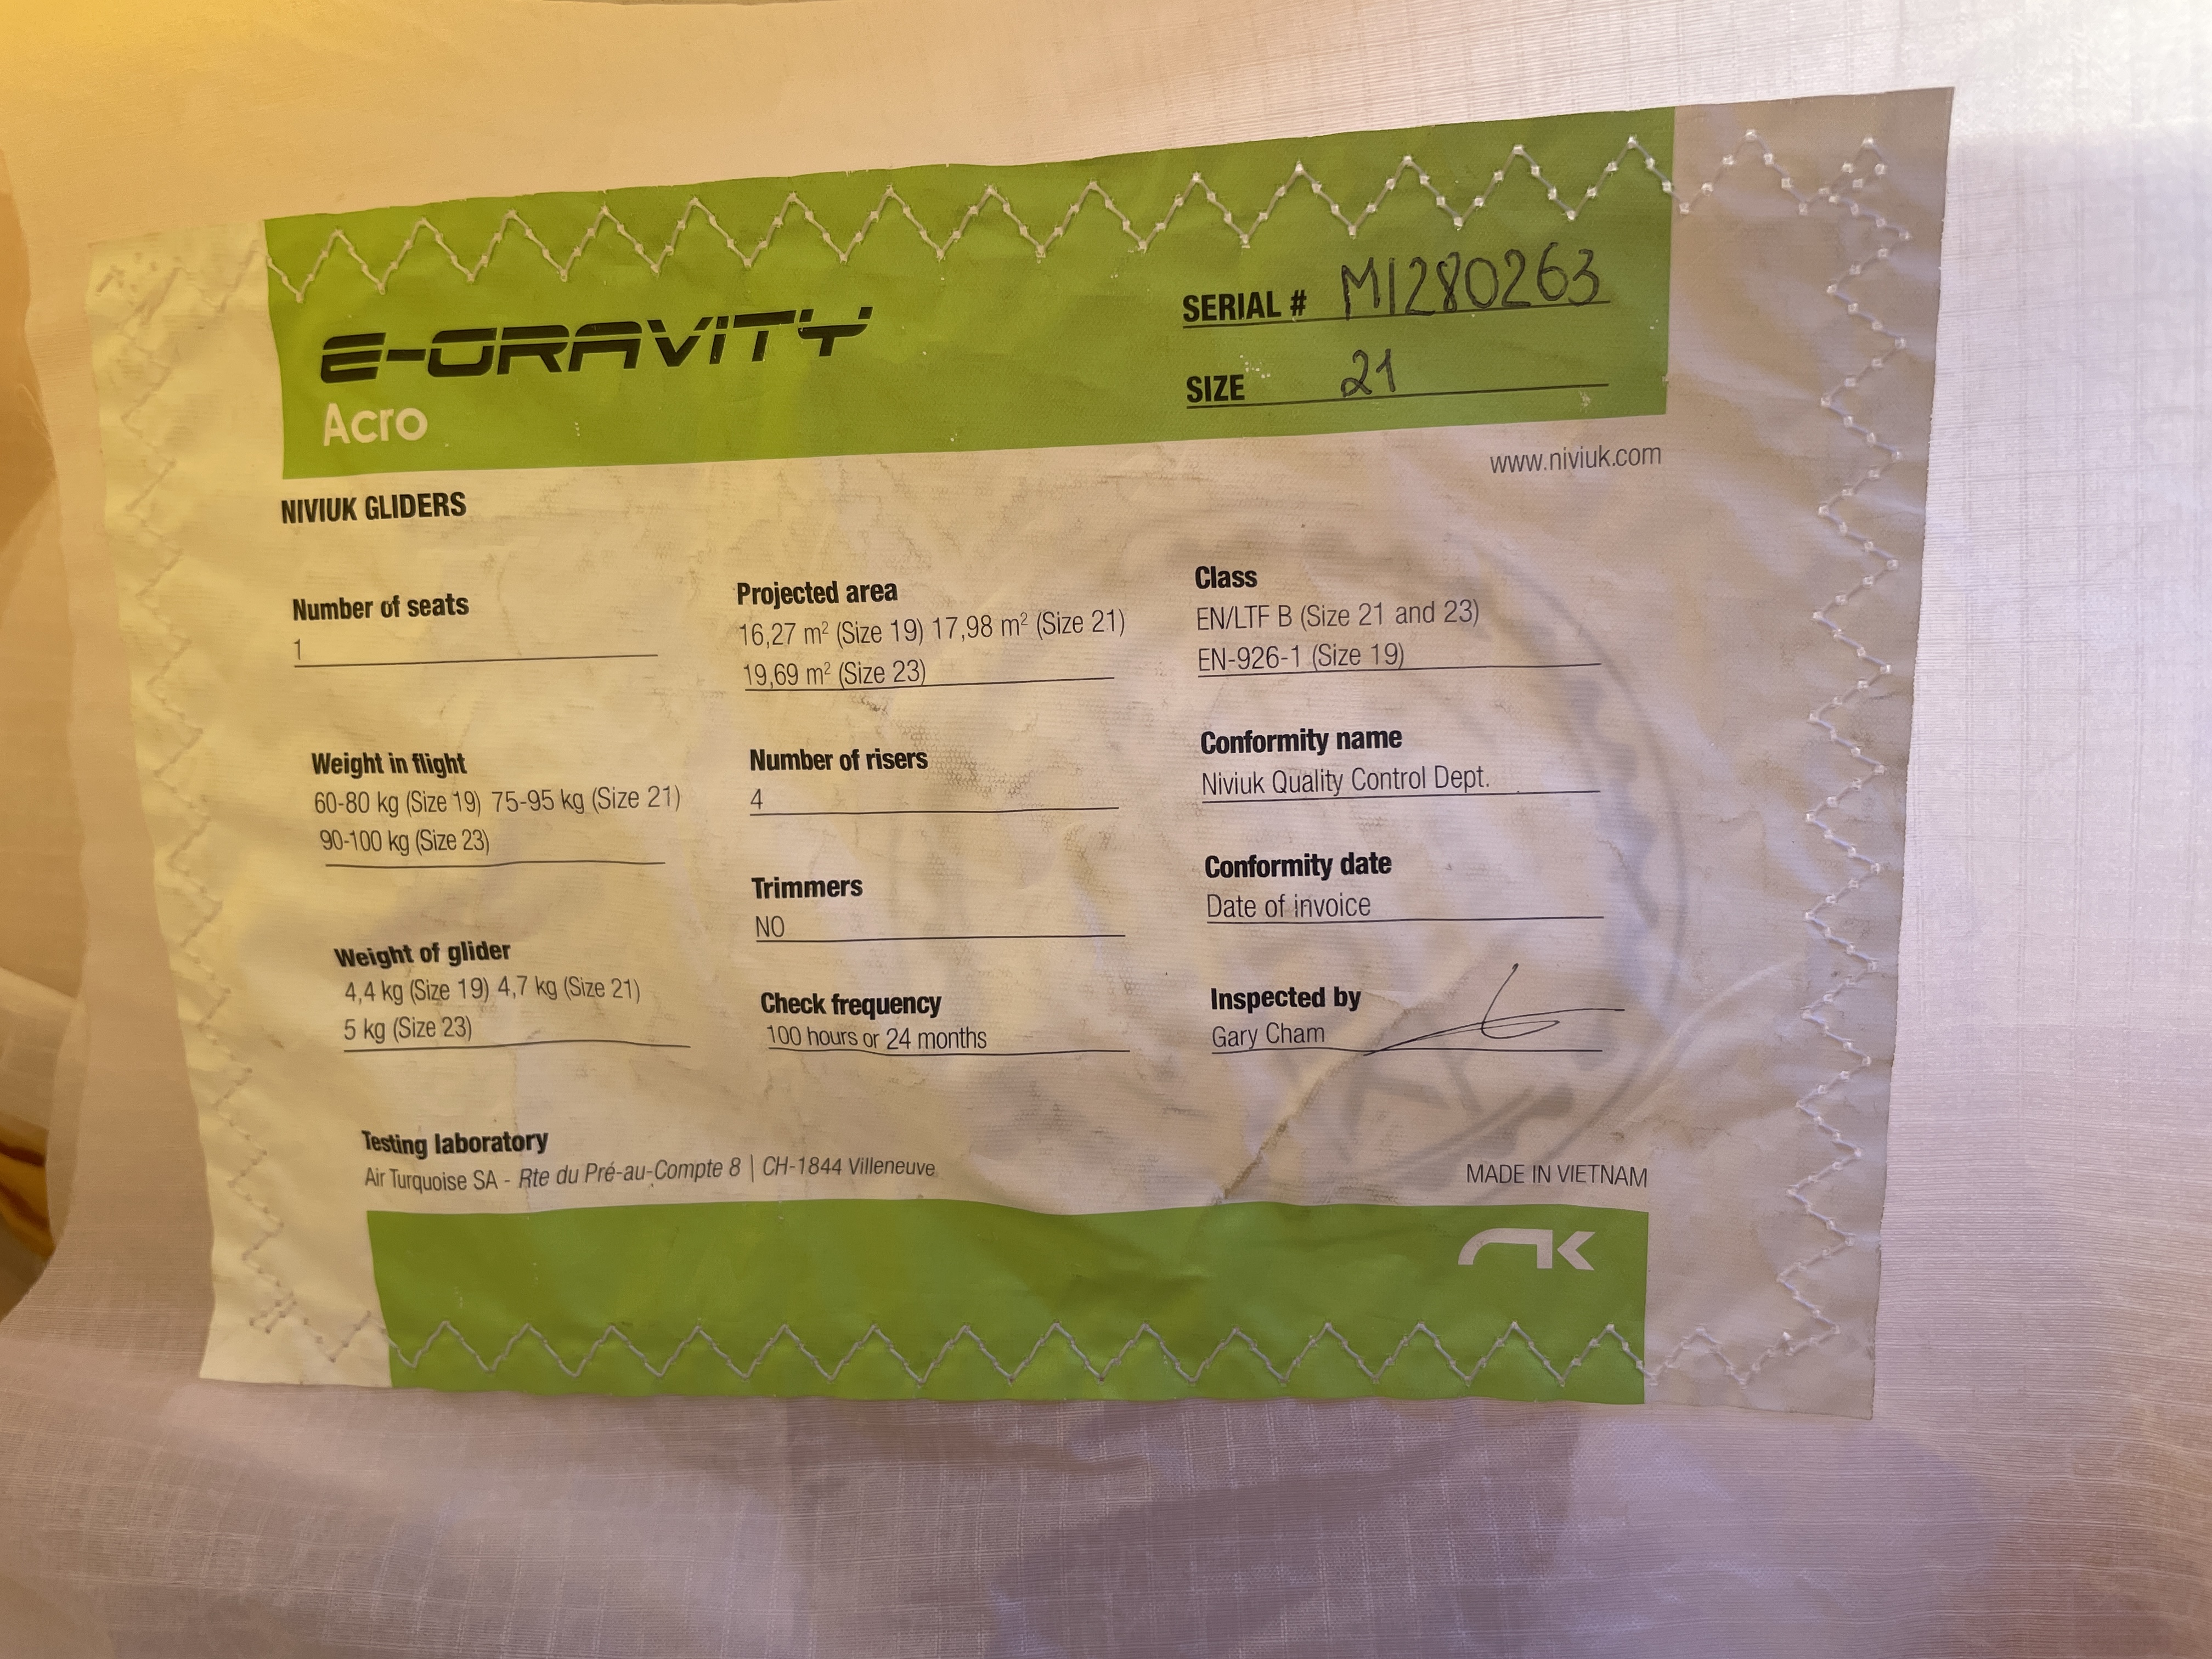 E-GRAVITY
Acro
SERIAL # M1280263
SIZE 21
www.niviuk.com
NIVIUK GLIDERS
Number of seats
1
Weight in flight
60-80 kg (Size 19) 75-95 kg (Size 21)
90-100 kg (Size 23)
Weight of glider
4,4 kg (Size 19) 4,7 kg (Size 21)
5 kg (Size 23)
Projected area
16,27 m² (Size 19) 17,98 m² (Size 21)
19,69 m² (Size 23)
Number of risers
4
Trimmers
NO
Check frequency
100 hours or 24 months
Class
EN/LTF B (Size 21 and 23)
EN-926-1 (Size 19)
Conformity name
Niviuk Quality Control Dept.
Conformity date
Date of invoice
Inspected by
Gary Cham
Testing laboratory
Air Turquoise SA - Rte du Pré-au-Compte 8 | CH-1844 Villeneuve
MADE IN VIETNAM